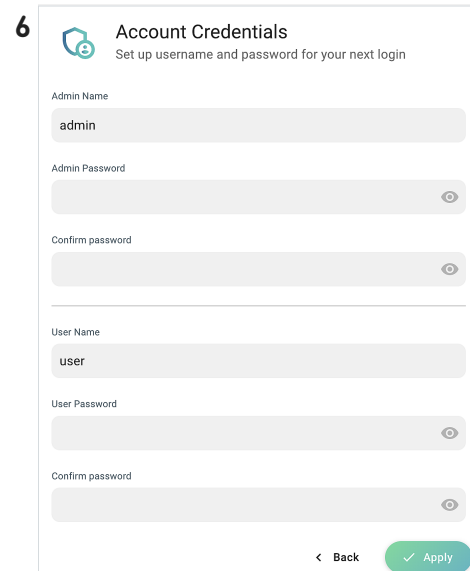 6
Account Credentials
Set up username and password for your next login
Admin Name
admin
Admin Password
Confirm password
User Name
user
User Password
Confirm password
Back
Apply